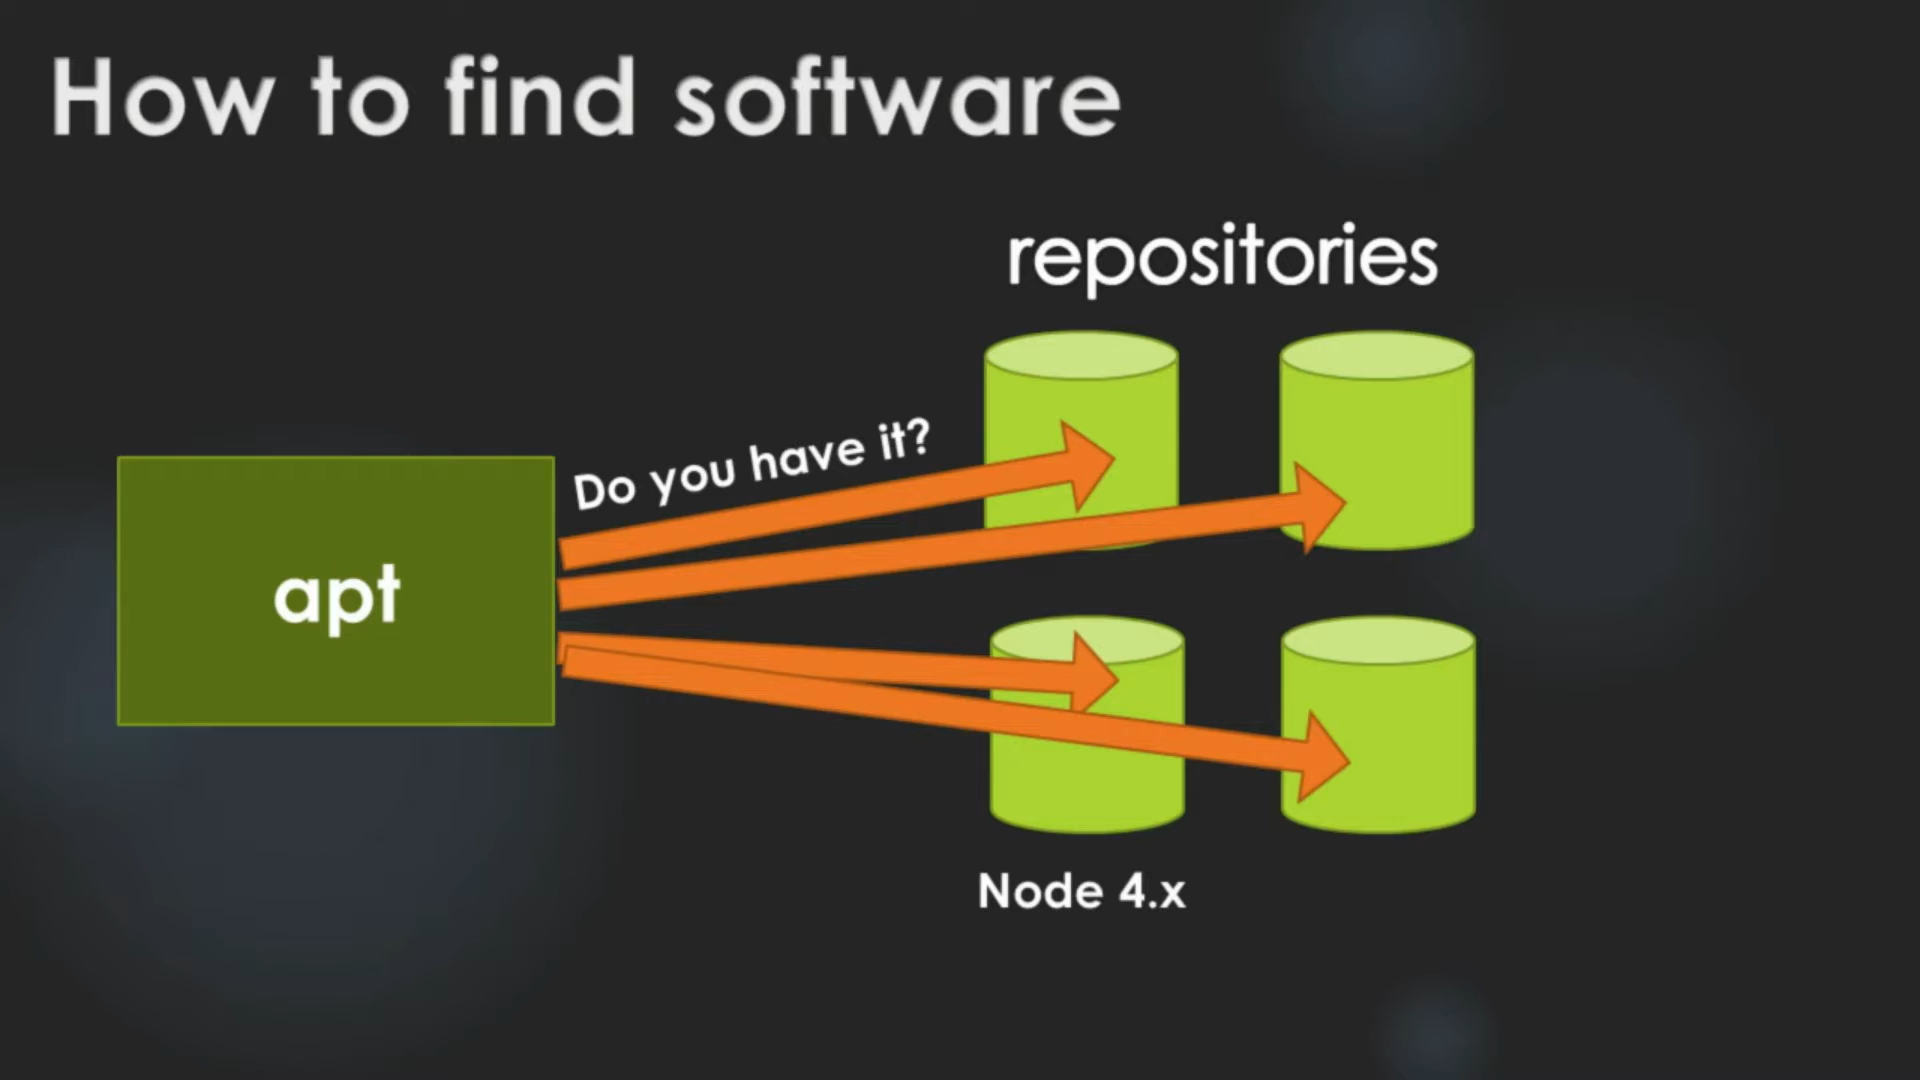 How to find software
repositories
Do you have it?
apt
Node 4.x